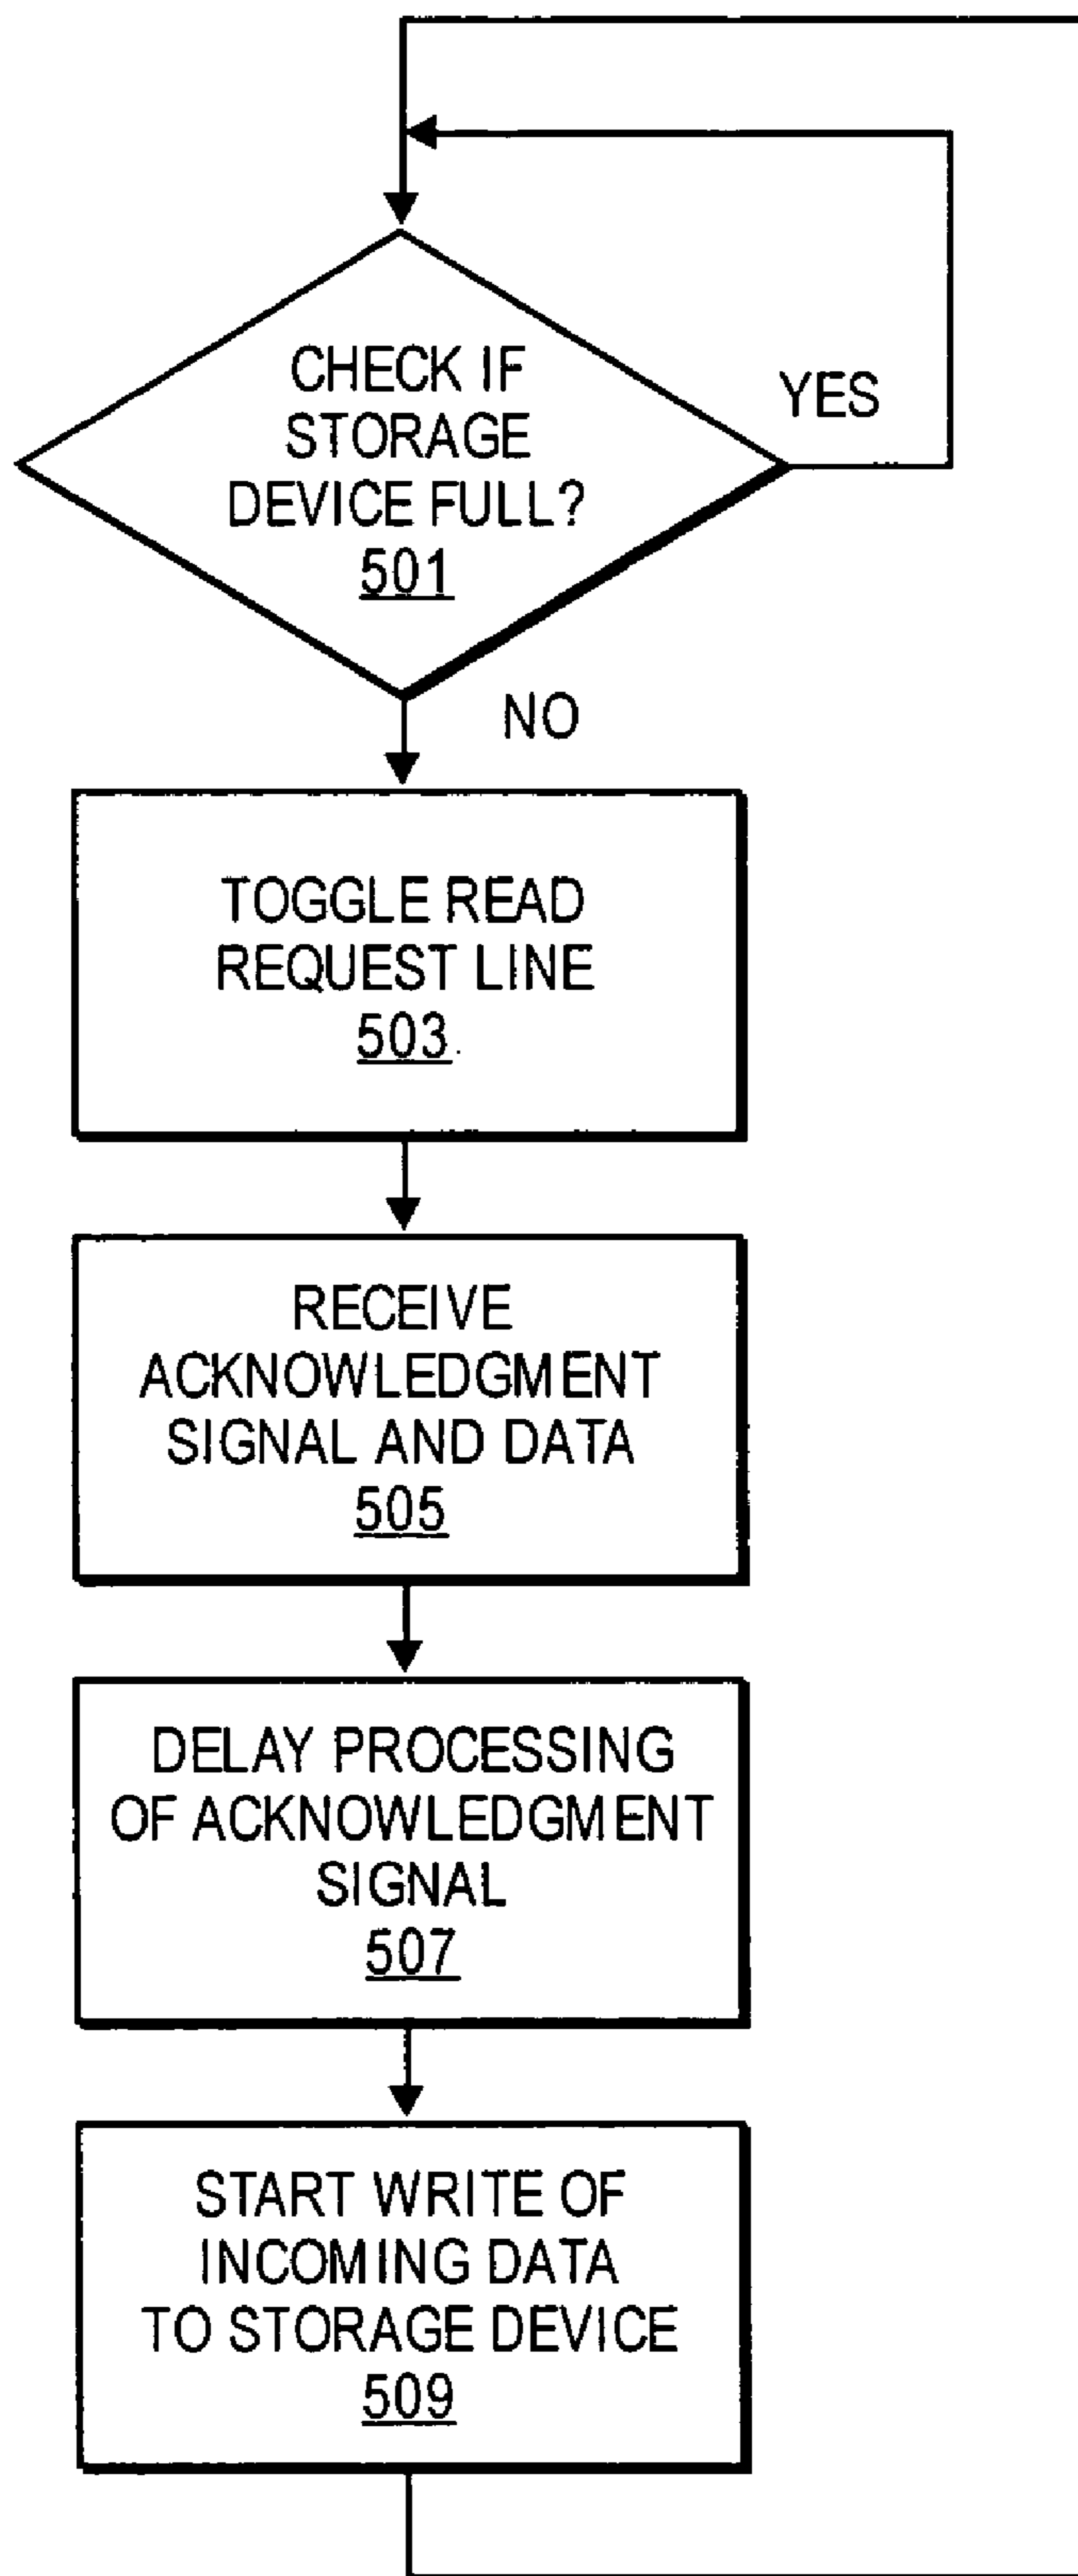 CHECK IF
STORAGE
DEVICE FULL?
501
YES
NO
TOGGLE READ
REQUEST LINE
503
RECEIVE
ACKNOWLEDGMENT
SIGNAL AND DATA
505
DELAY PROCESSING
OF ACKNOWLEDGMENT
SIGNAL
507
START WRITE OF
INCOMING DATA
TO STORAGE DEVICE
509